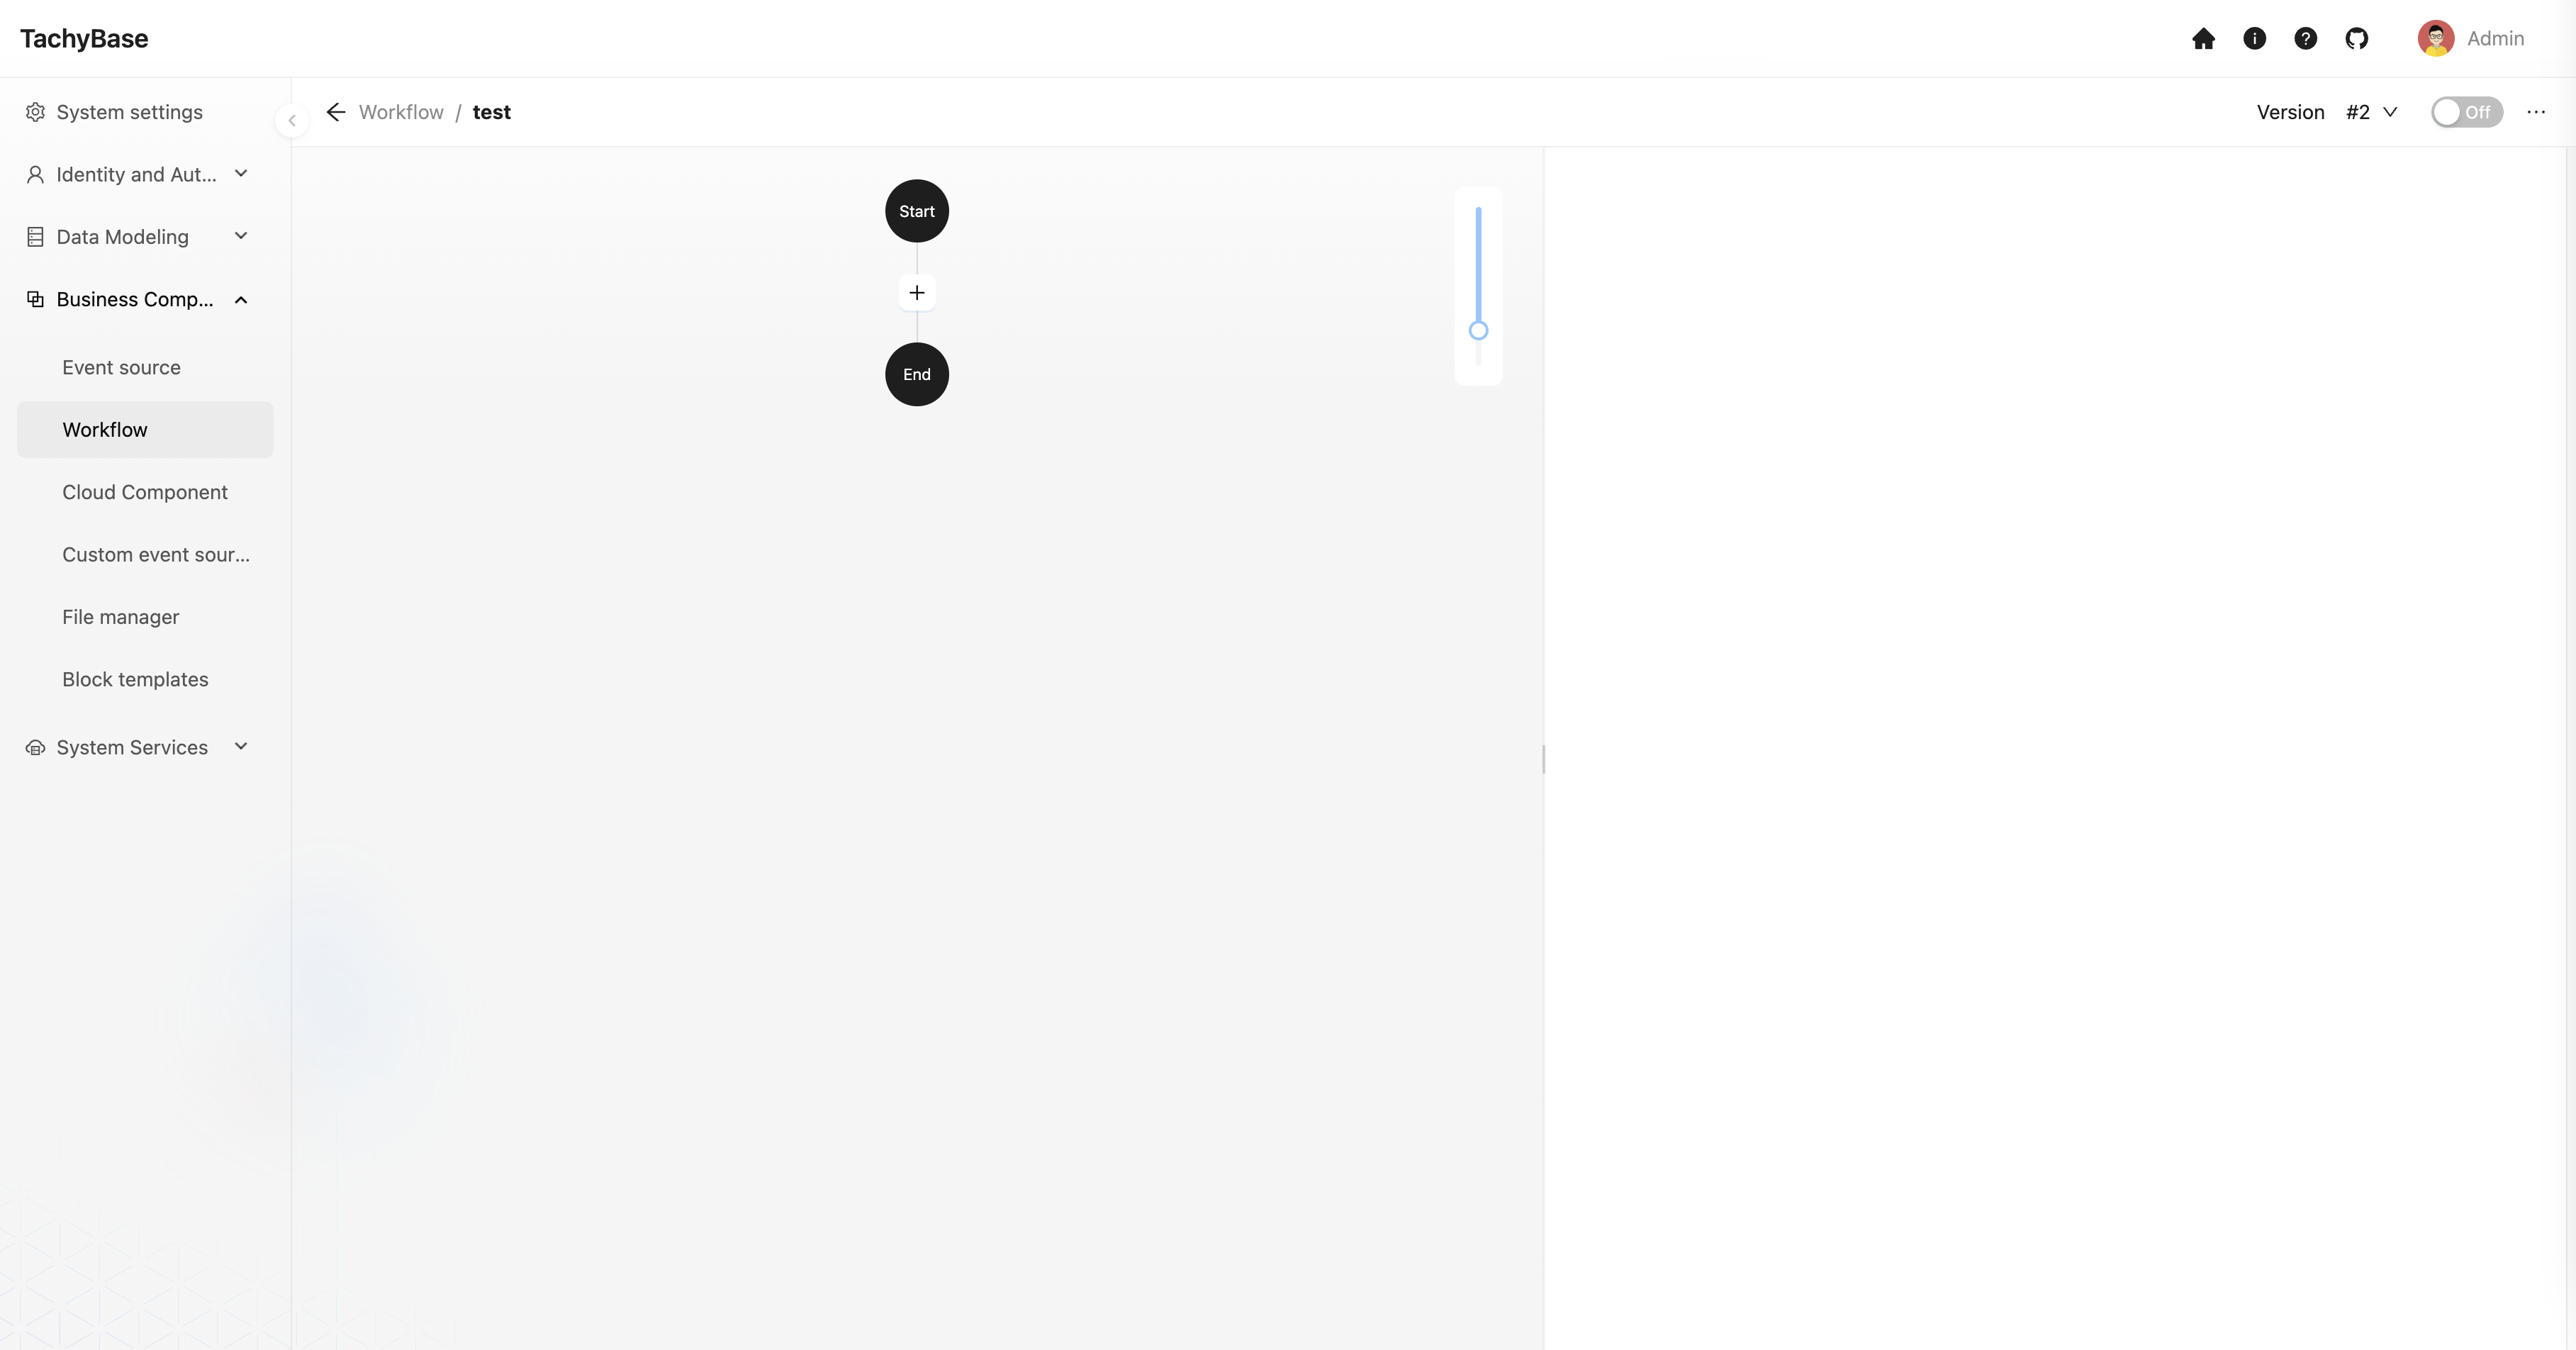 TachyBase
Admin
System settings
Identity and Aut...
Data Modeling
Business Comp...
Event source
Workflow
Cloud Component
Custom event sour...
File manager
Block templates
System Services
Workflow / test
Version #2
Off
Start
End